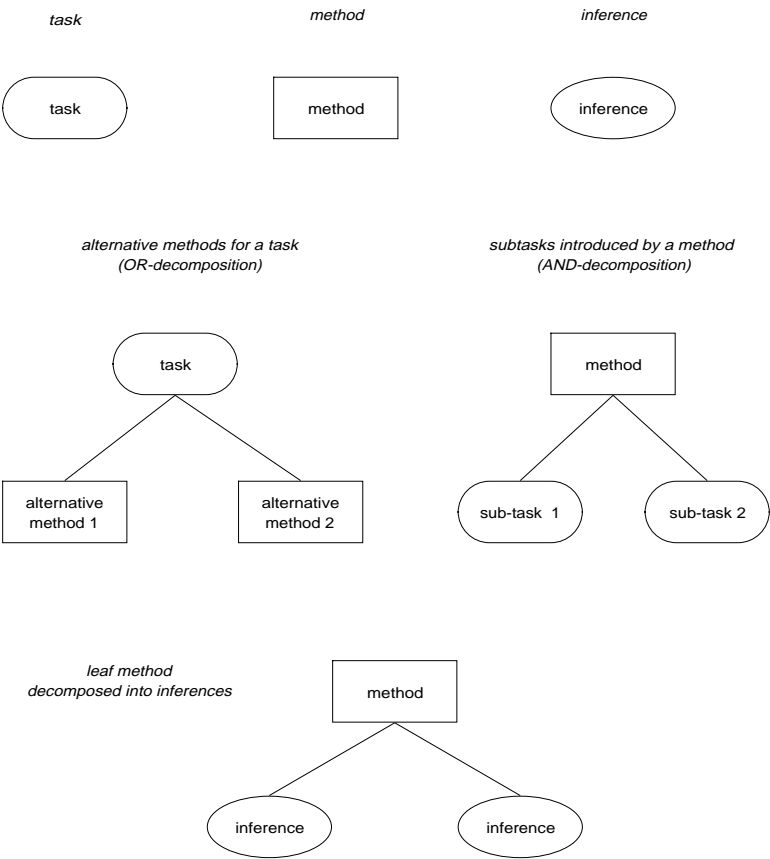 task
method
inference
task
method
inference
alternative methods for a task
(OR-decomposition)
subtasks introduced by a method
(AND-decomposition)
task
method
alternative
method 1
alternative
method 2
sub-task 1
sub-task 2
leaf method
decomposed into inferences
method
inference
inference